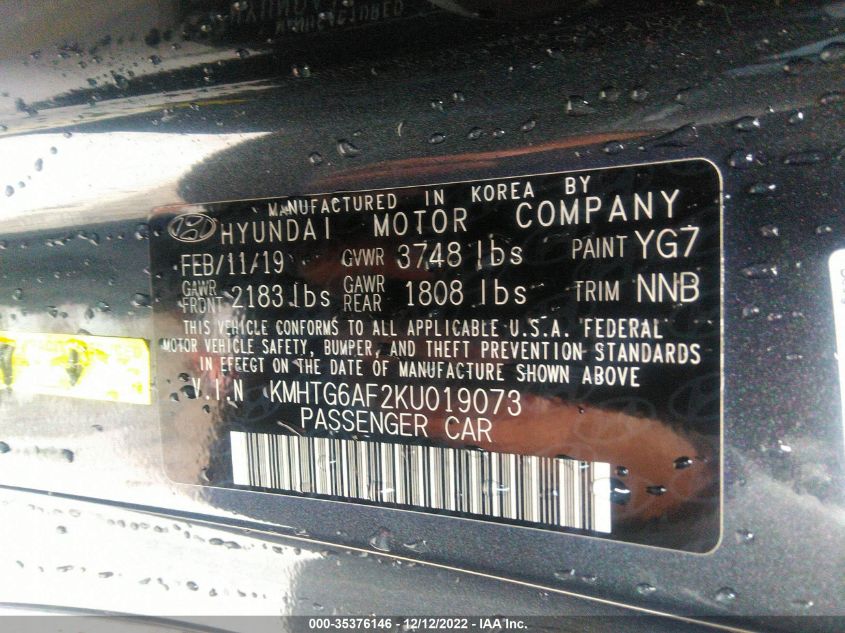 MANUFACTURED IN KOREA BY
HYUNDAI MOTOR COMPANY
FEB/11/19 GVWR 3748 lbs PAINT YG7
GAWR FRONT 2183 lbs GAWR REAR 1808 lbs TRIM NNB
THIS VEHICLE CONFORMS TO ALL APPLICABLE U.S.A. FEDERAL
MOTOR VEHICLE SAFETY, BUMPER, AND THEFT PREVENTION STANDARDS
IN EFFECT ON THE DATE OF MANUFACTURE SHOWN ABOVE
V.I.N KMHTG6AF2KU019073
PASSENGER CAR
000-35376146 - 12/12/2022 - IAA Inc.